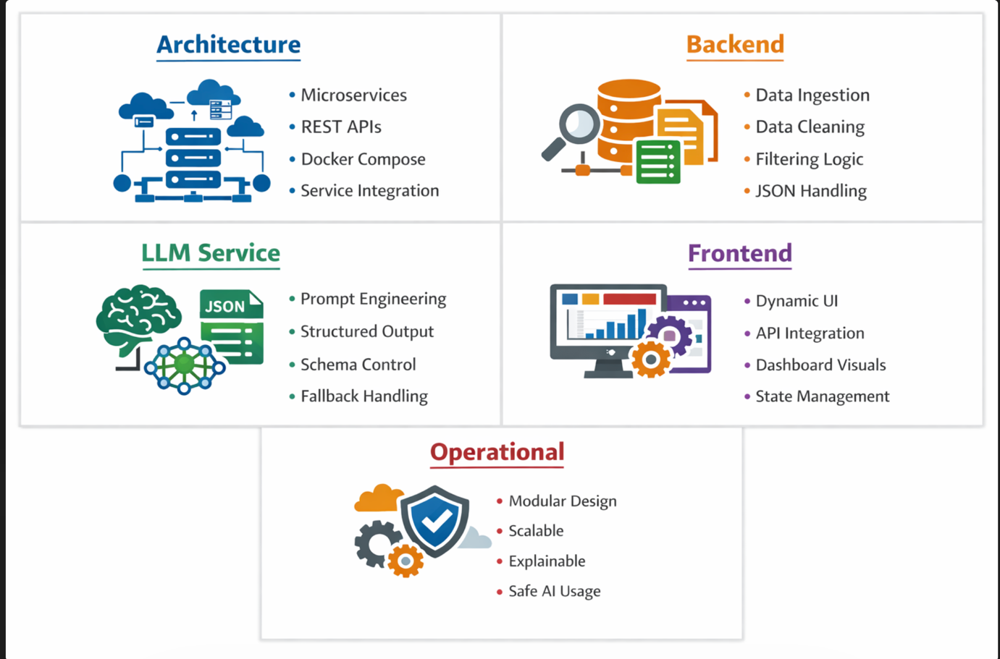 Architecture
• Microservices
• REST APIs
• Docker Compose
• Service Integration
Backend
• Data Ingestion
• Data Cleaning
• Filtering Logic
• JSON Handling
LLM Service
JSON
• Prompt Engineering
• Structured Output
• Schema Control
• Fallback Handling
Frontend
• Dynamic UI
• API Integration
• Dashboard Visuals
• State Management
Operational
• Modular Design
• Scalable
• Explainable
• Safe AI Usage